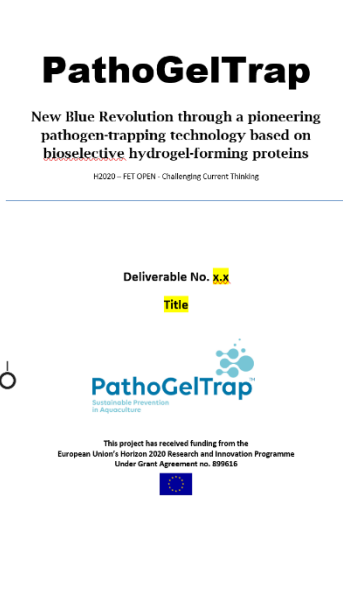 PathoGelTrap
New Blue Revolution through a pioneering
pathogen-trapping technology based on
bioselective hydrogel-forming proteins
H2020 – FET OPEN - Challenging Current Thinking
Deliverable No. x.x
Title
PathoGelTrap™
Sustainable Prevention
in Aquaculture
This project has received funding from the
European Union's Horizon 2020 Research and Innovation Programme
Under Grant Agreement no. 899616